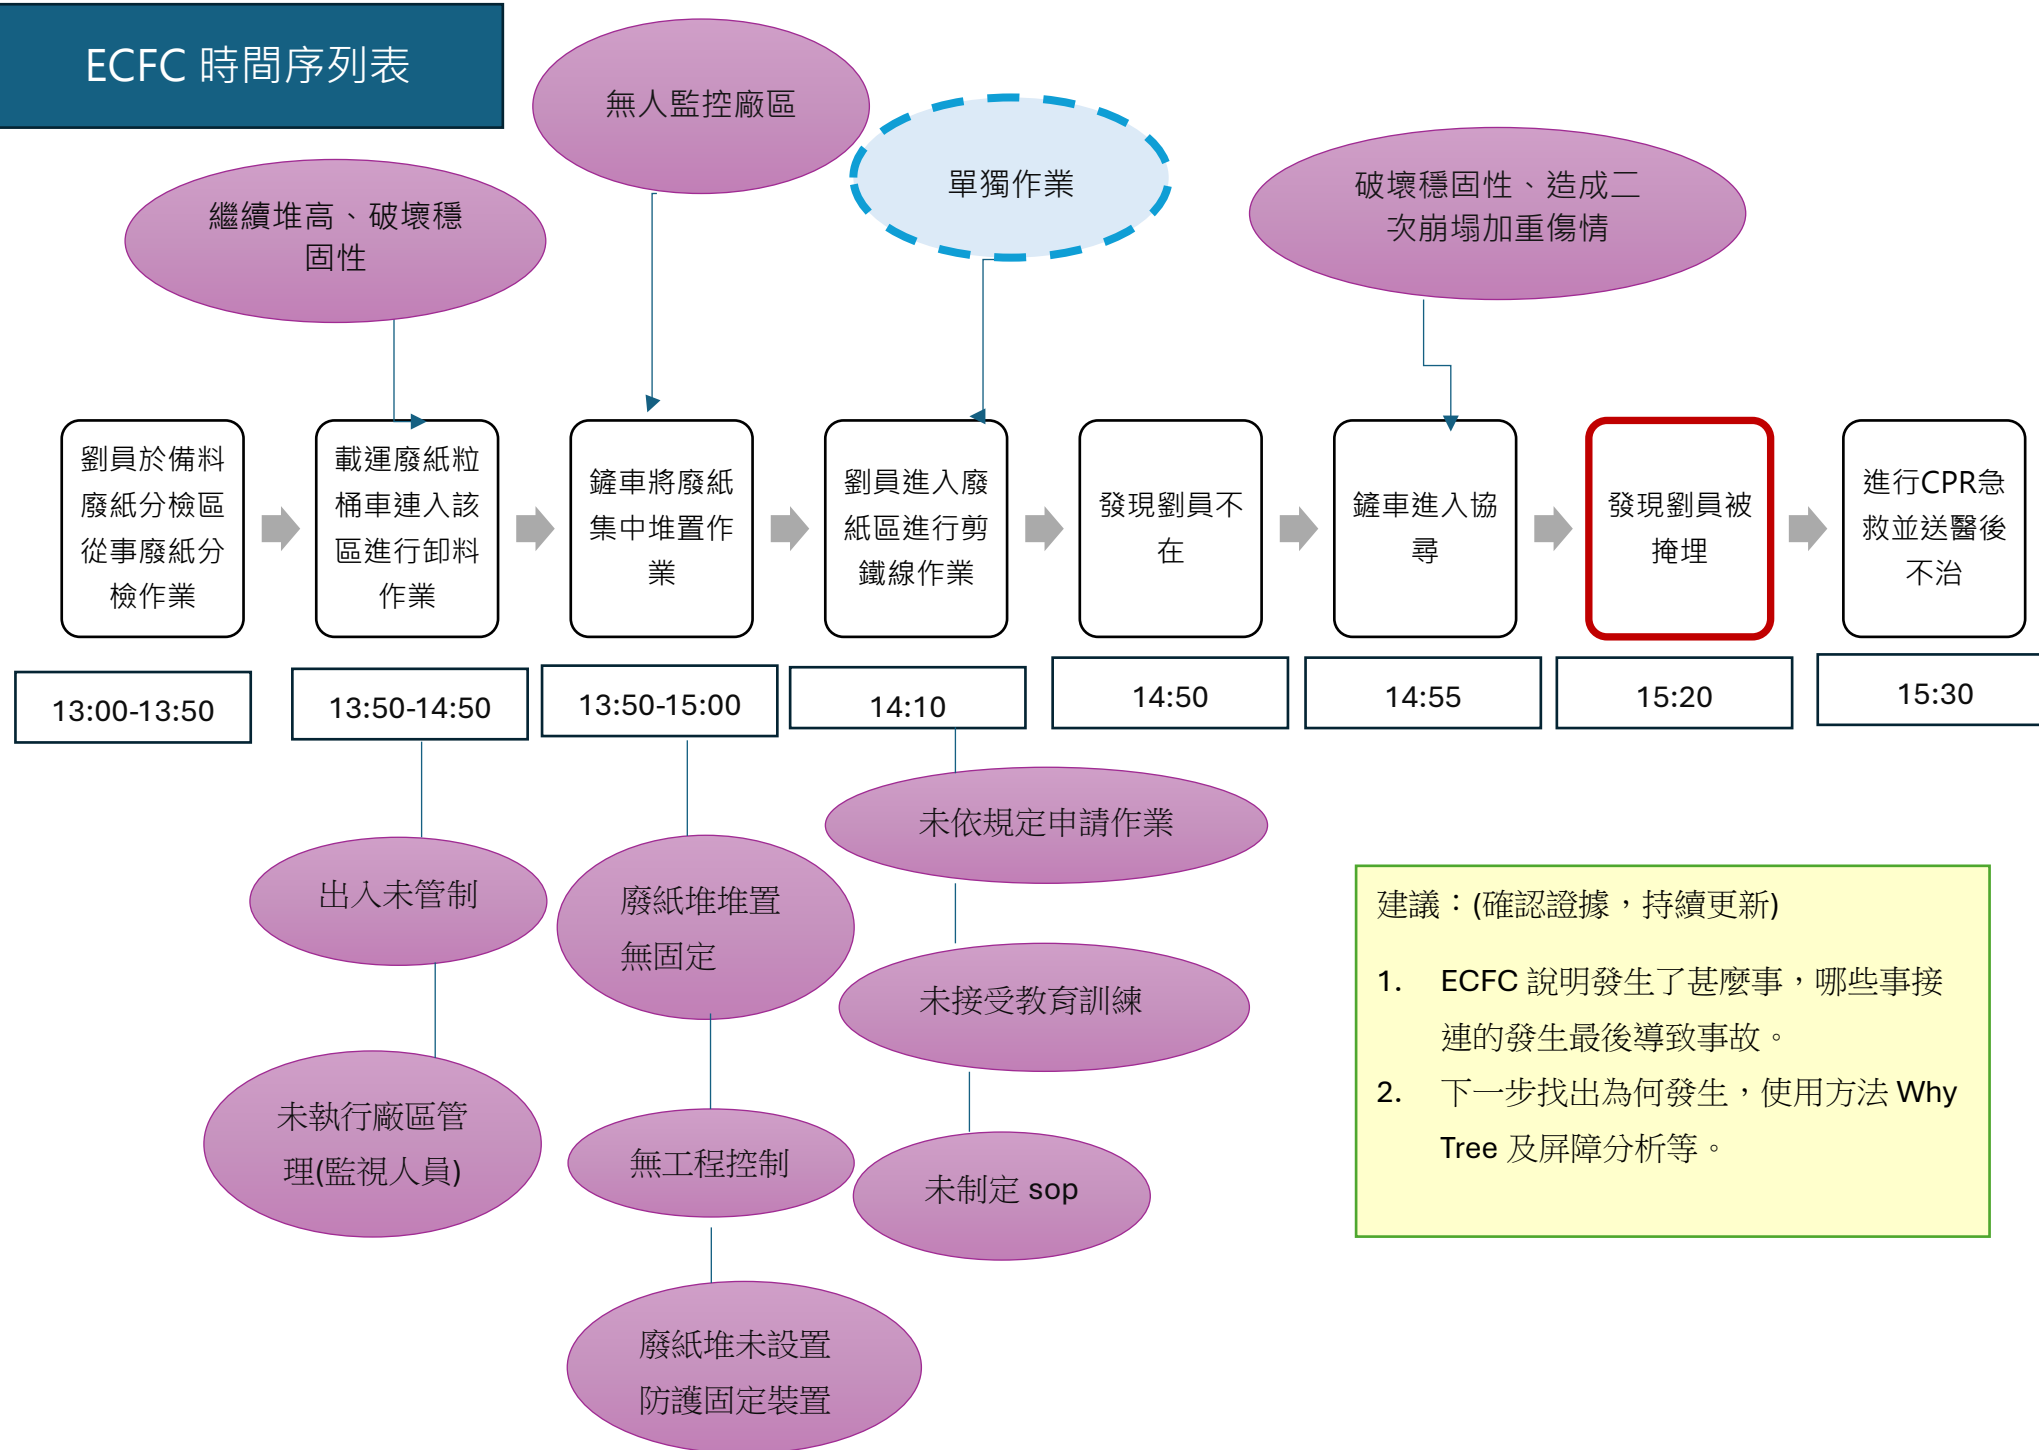 ECFC 時間序列表
無人監控廠區
單獨作業
繼續堆高、破壞穩
固性
破壞穩固性、造成二
次崩塌加重傷情
劉員於備料
廢紙分檢區
從事廢紙分
檢作業
載運廢紙粒
桶車連入該
區進行卸料
作業
鏟車將廢紙
集中堆置作
業
劉員進入廢
紙區進行剪
鐵線作業
發現劉員不
在
鏟車進入協
尋
發現劉員被
掩埋
進行CPR急
救並送醫後
不治
13:00-13:50
13:50-14:50
13:50-15:00
14:10
14:50
14:55
15:20
15:30
出入未管制
未執行廠區管
理(監視人員)
廢紙堆堆置
無固定
無工程控制
廢紙堆未設置
防護固定裝置
未依規定申請作業
未接受教育訓練
未制定 sop
建議：(確認證據，持續更新)
1. ECFC 說明發生了甚麼事，哪些事接
連的發生最後導致事故。
2. 下一步找出為何發生，使用方法 Why
Tree 及屏障分析等。